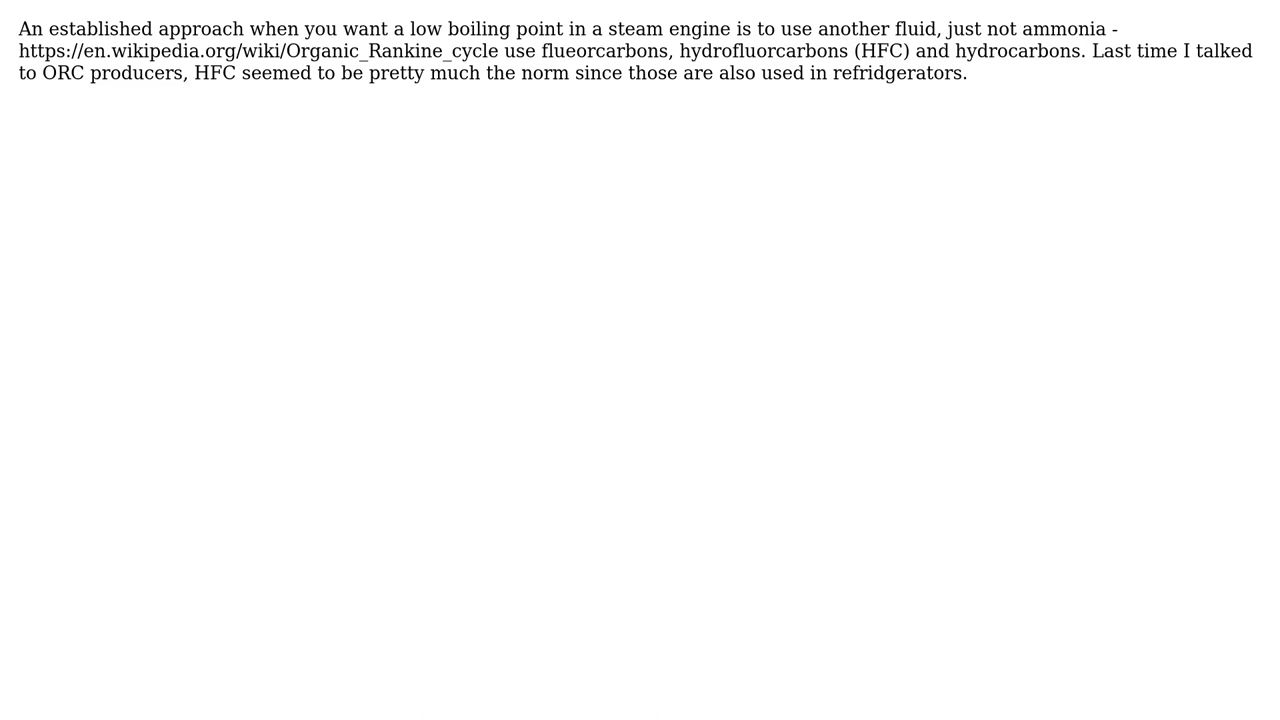 An established approach when you want a low boiling point in a steam engine is to use another fluid, just not ammonia -
https://en.wikipedia.org/wiki/Organic_Rankine_cycle use flueorcarbons, hydrofluorcarbons (HFC) and hydrocarbons. Last time I talked
to ORC producers, HFC seemed to be pretty much the norm since those are also used in refridgerators.